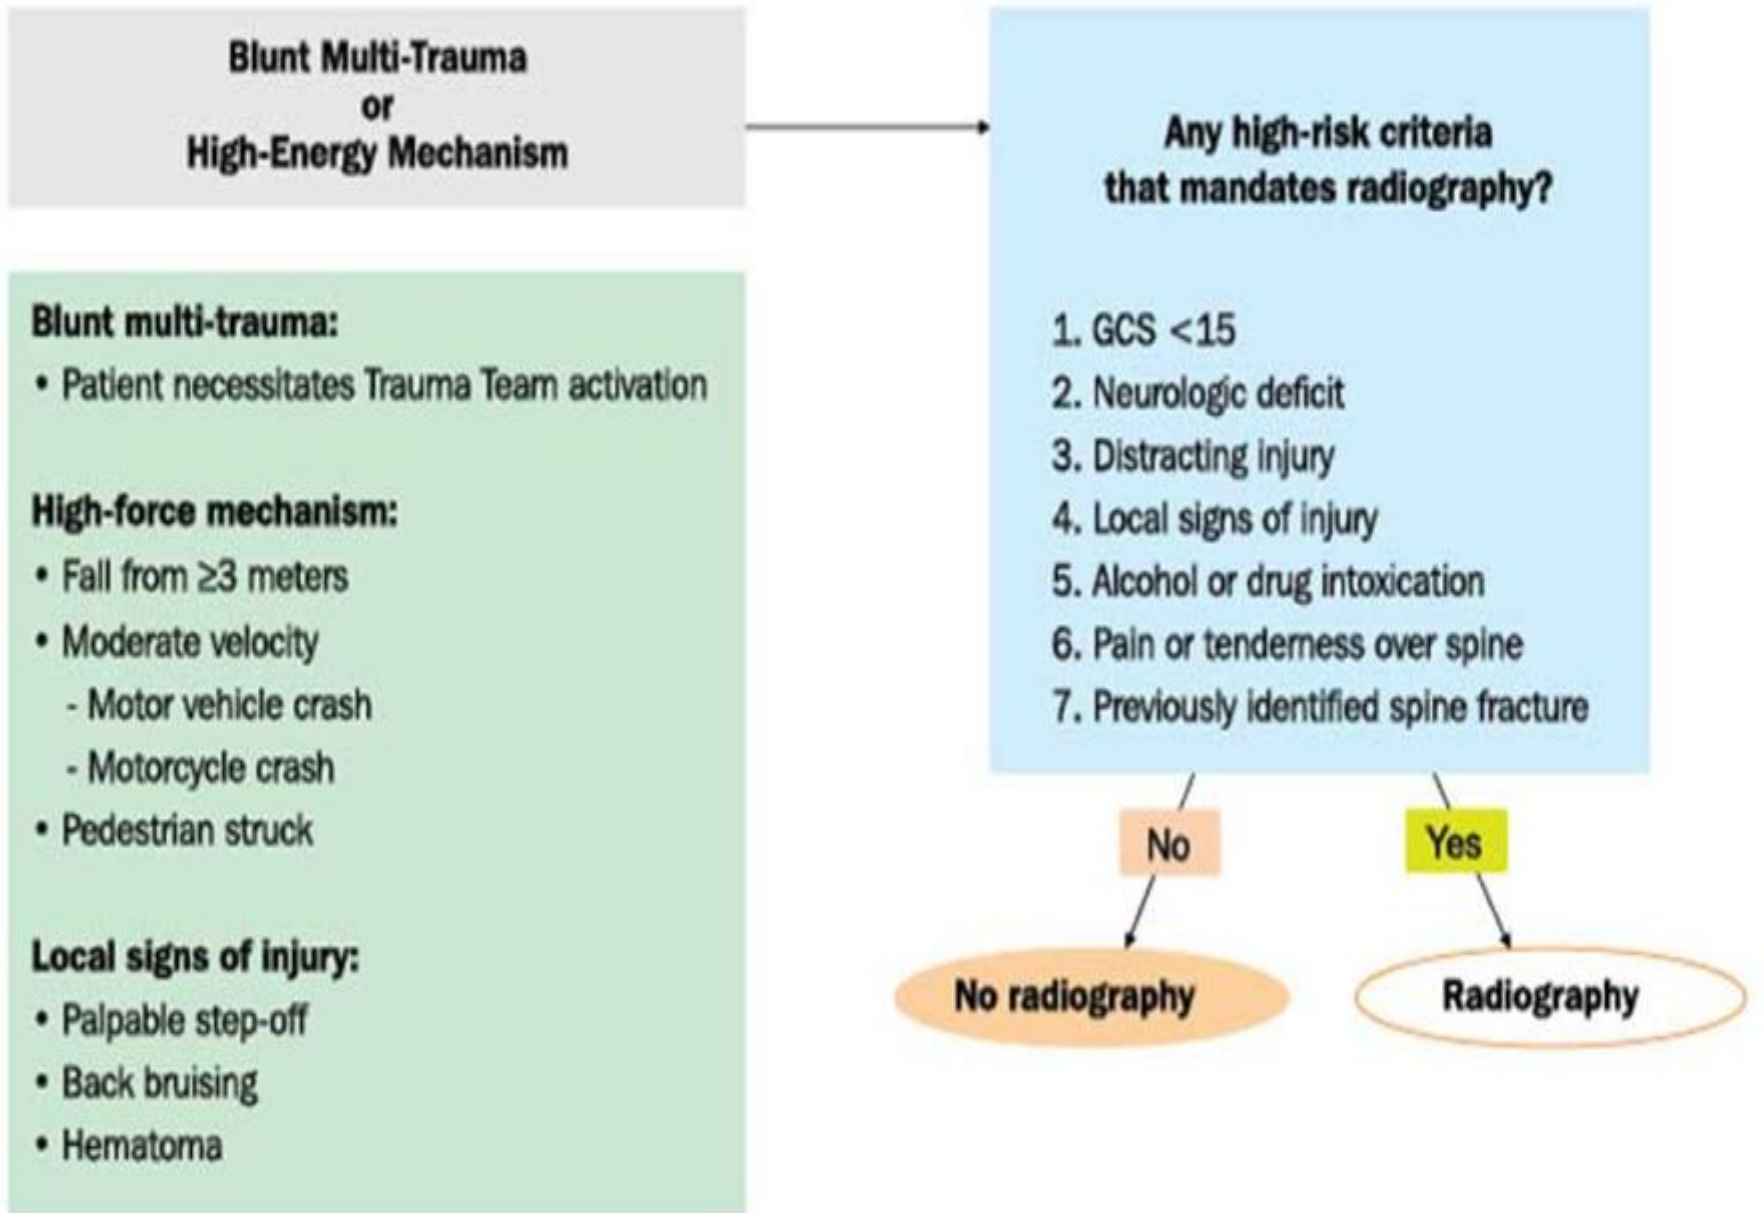 Blunt Multi-Trauma
or
High-Energy Mechanism
Blunt multi-trauma:
• Patient necessitates Trauma Team activation
High-force mechanism:
• Fall from ≥3 meters
• Moderate velocity
- Motor vehicle crash
- Motorcycle crash
• Pedestrian struck
Local signs of injury:
• Palpable step-off
• Back bruising
• Hematoma
Any high-risk criteria
that mandates radiography?
1. GCS <15
2. Neurologic deficit
3. Distracting injury
4. Local signs of injury
5. Alcohol or drug intoxication
6. Pain or tenderness over spine
7. Previously identified spine fracture
No
Yes
No radiography
Radiography